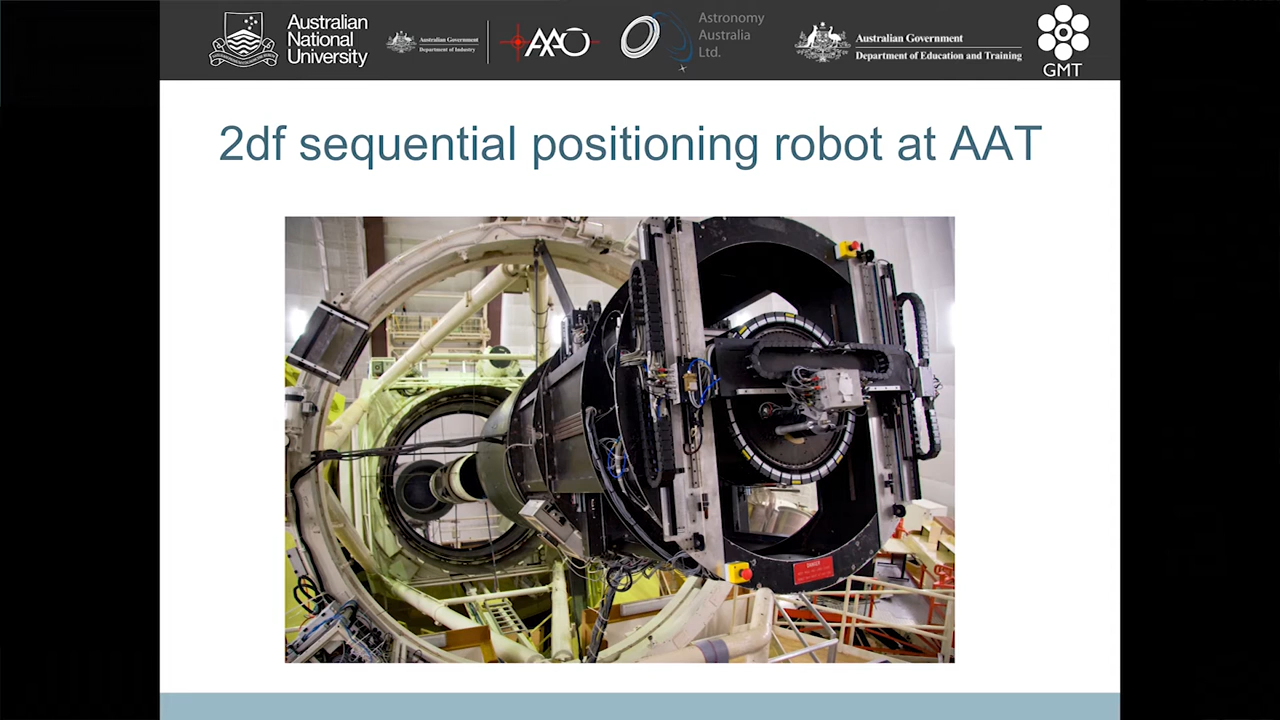 Australian
National
University
Australian Government
Department of Industry
AAO
Astronomy
Australia
Ltd.
Australian Government
Department of Education and Training
GMT
2df sequential positioning robot at AAT
DANGER